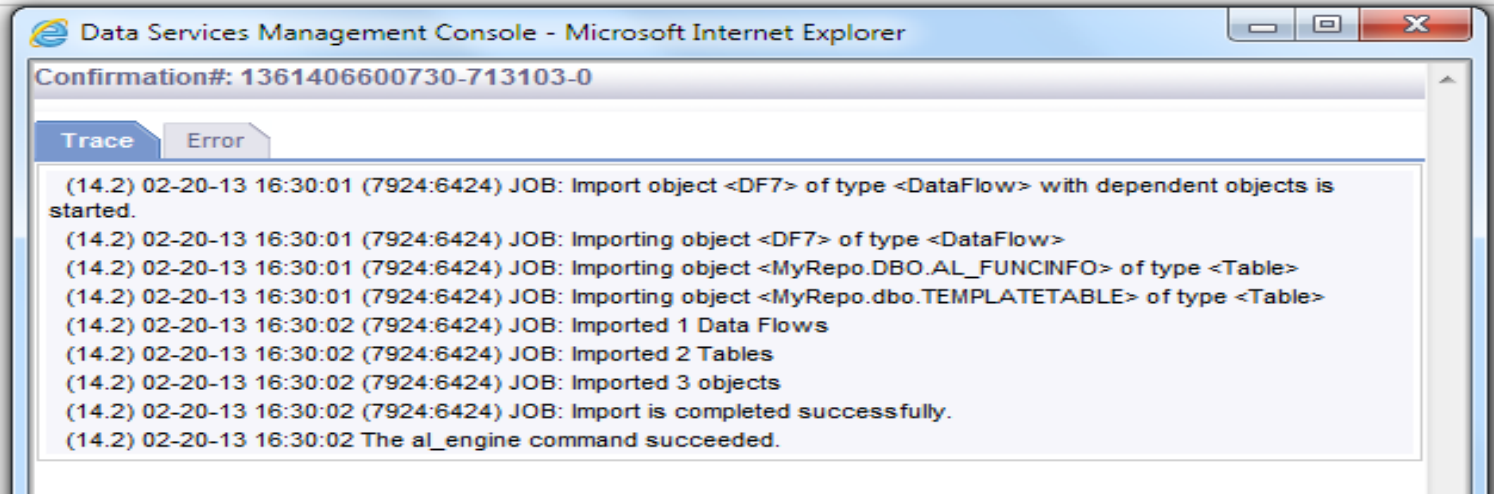 Data Services Management Console - Microsoft Internet Explorer
Confirmation#: 1361406600730-713103-0
Trace Error
(14.2) 02-20-13 16:30:01 (7924:6424) JOB: Import object <DF7> of type <DataFlow> with dependent objects is
started.
(14.2) 02-20-13 16:30:01 (7924:6424) JOB: Importing object <DF7> of type <DataFlow>
(14.2) 02-20-13 16:30:01 (7924:6424) JOB: Importing object <MyRepo.DBO.AL_FUNCINFO> of type <Table>
(14.2) 02-20-13 16:30:01 (7924:6424) JOB: Importing object <MyRepo.dbo.TEMPLATETABLE> of type <Table>
(14.2) 02-20-13 16:30:02 (7924:6424) JOB: Imported 1 Data Flows
(14.2) 02-20-13 16:30:02 (7924:6424) JOB: Imported 2 Tables
(14.2) 02-20-13 16:30:02 (7924:6424) JOB: Imported 3 objects
(14.2) 02-20-13 16:30:02 (7924:6424) JOB: Import is completed successfully.
(14.2) 02-20-13 16:30:02 The al_engine command succeeded.